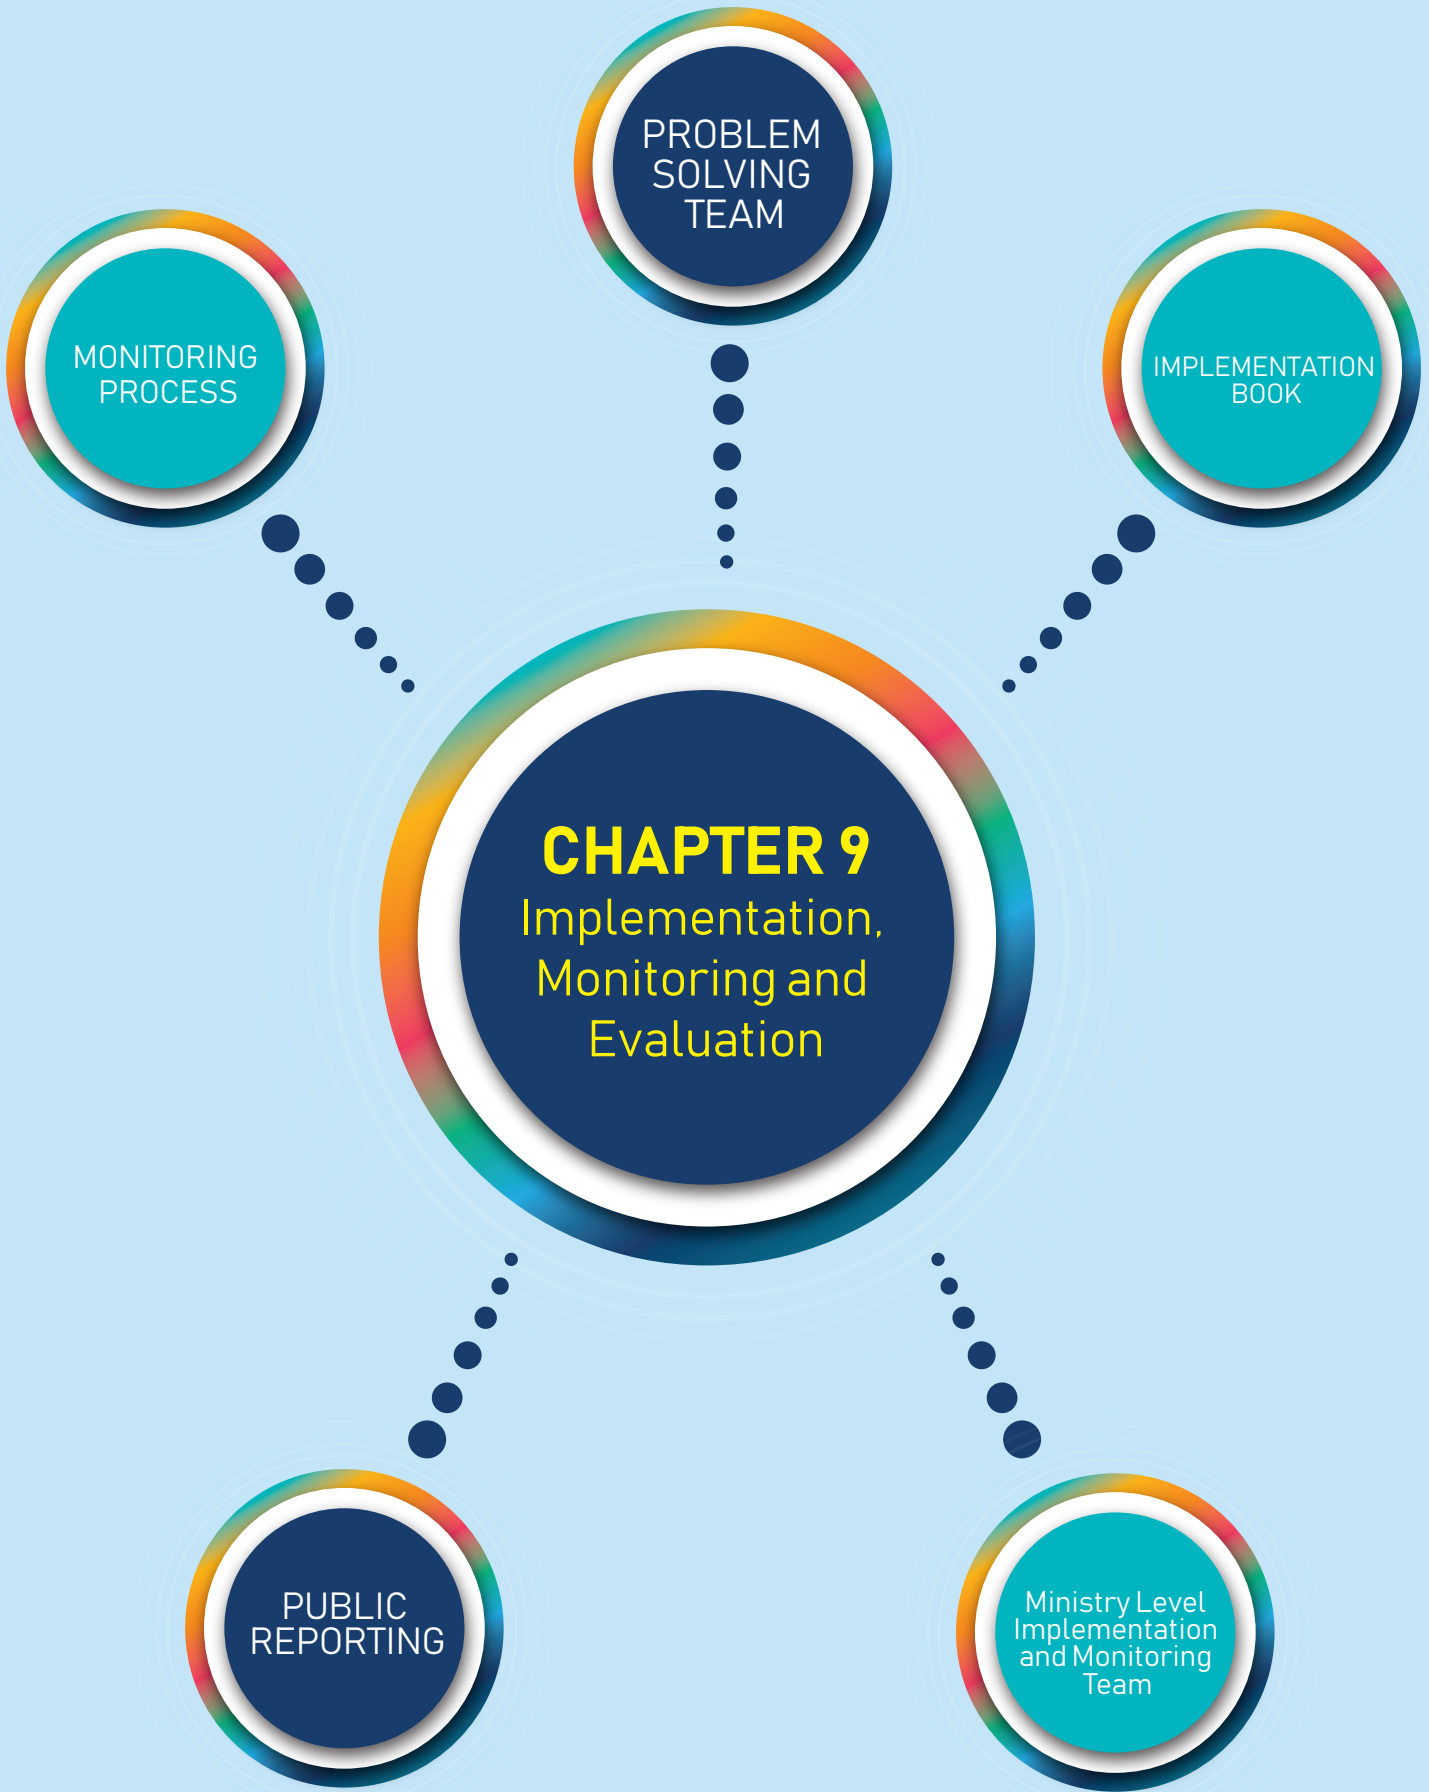 PROBLEM
SOLVING
TEAM
MONITORING
PROCESS
IMPLEMENTATION
BOOK
CHAPTER 9
Implementation,
Monitoring and
Evaluation
PUBLIC
REPORTING
Ministry Level
Implementation
and Monitoring
Team